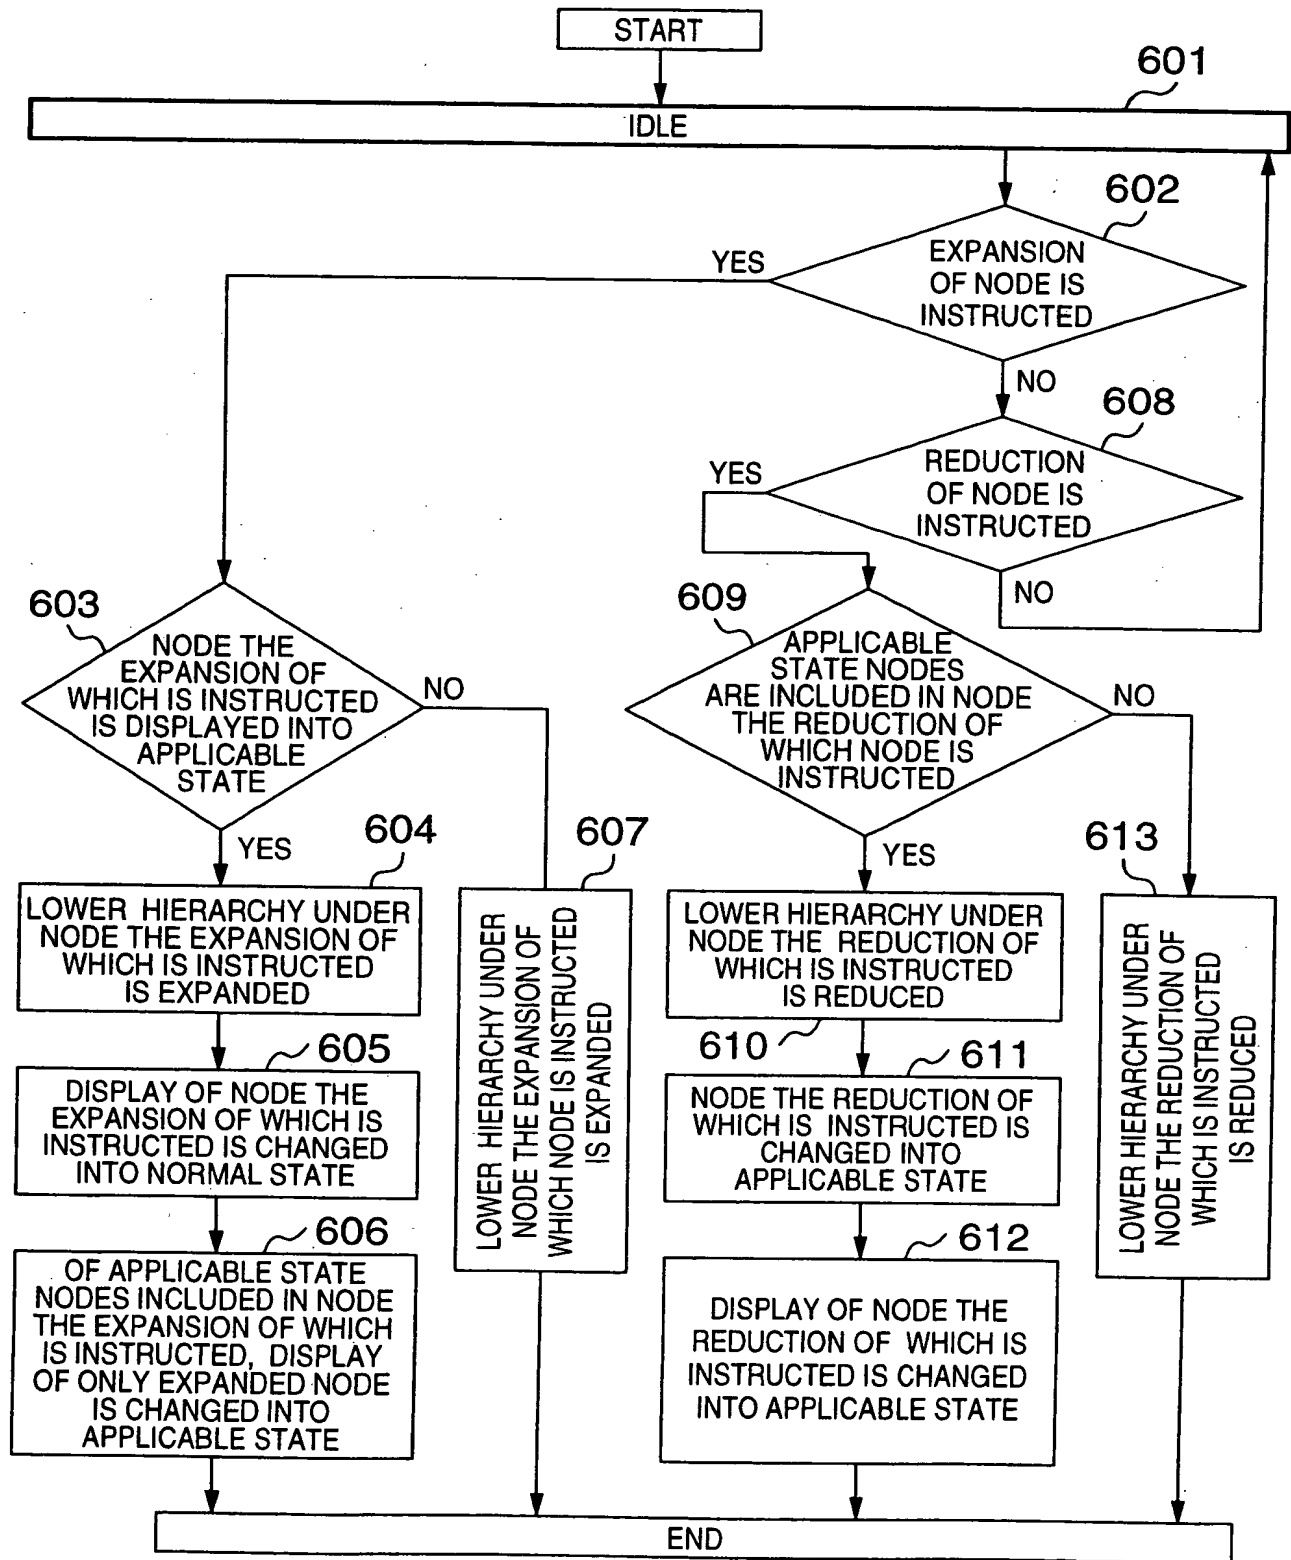 START
601
IDLE
602
EXPANSION
OF NODE IS
INSTRUCTED
YES
NO
608
REDUCTION
OF NODE IS
INSTRUCTED
YES
NO
603
NODE THE
EXPANSION OF
WHICH IS INSTRUCTED
IS DISPLAYED INTO
APPLICABLE
STATE
NO
YES
609
APPLICABLE
STATE NODES
ARE INCLUDED IN NODE
THE REDUCTION OF
WHICH NODE IS
INSTRUCTED
NO
YES
604
LOWER HIERARCHY UNDER
NODE THE EXPANSION OF
WHICH IS INSTRUCTED
IS EXPANDED
605
DISPLAY OF NODE THE
EXPANSION OF WHICH IS
INSTRUCTED IS CHANGED
INTO NORMAL STATE
606
OF APPLICABLE STATE
NODES INCLUDED IN NODE
THE EXPANSION OF WHICH
IS INSTRUCTED, DISPLAY
OF ONLY EXPANDED NODE
IS CHANGED INTO
APPLICABLE STATE
607
LOWER HIERARCHY UNDER
NODE THE EXPANSION OF
WHICH NODE IS INSTRUCTED
IS EXPANDED
LOWER HIERARCHY UNDER
NODE THE REDUCTION OF
WHICH IS INSTRUCTED
IS REDUCED
610
611
NODE THE REDUCTION OF
WHICH IS INSTRUCTED IS
CHANGED INTO
APPLICABLE STATE
612
DISPLAY OF NODE THE
REDUCTION OF WHICH IS
INSTRUCTED IS CHANGED
INTO APPLICABLE STATE
613
LOWER HIERARCHY UNDER
NODE THE REDUCTION OF
WHICH IS INSTRUCTED
IS REDUCED
END